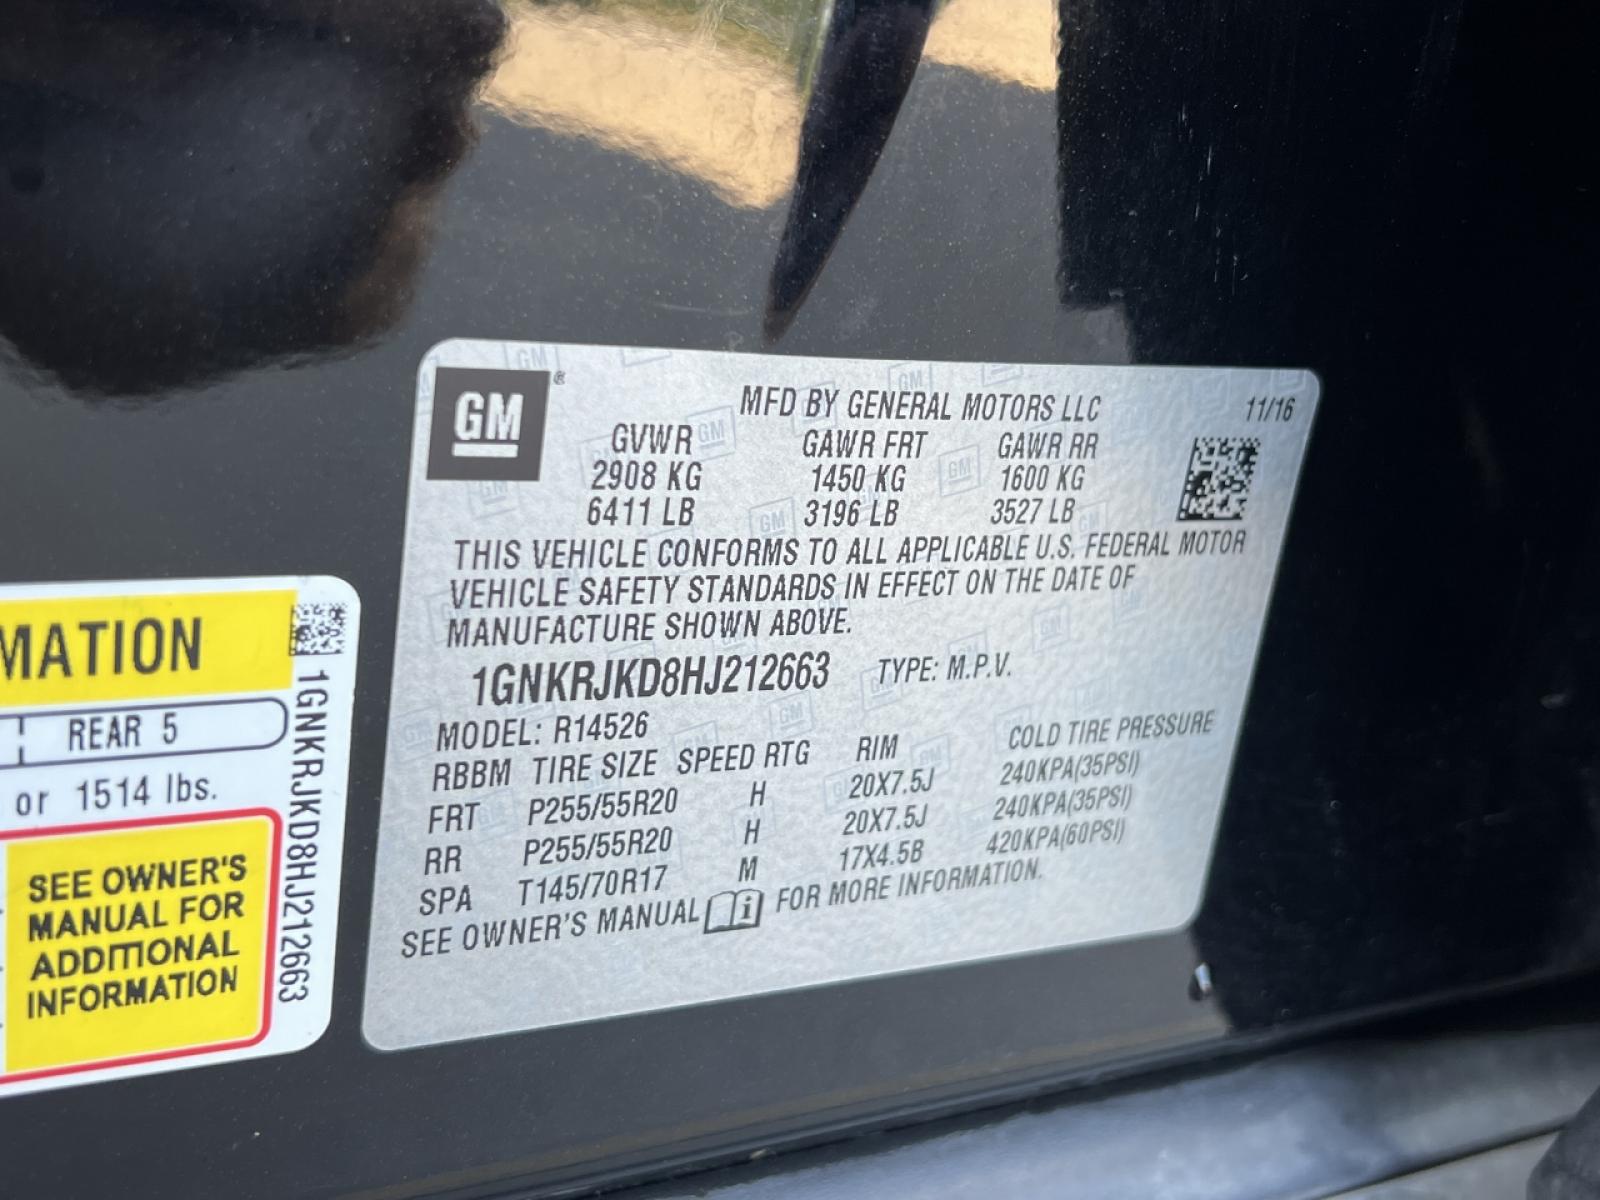 GM
MFD BY GENERAL MOTORS LLC
11/16
GVWR GAWR FRT GAWR RR
2908 KG 1450 KG 1600 KG
6411 LB 3196 LB 3527 LB
THIS VEHICLE CONFORMS TO ALL APPLICABLE U.S. FEDERAL MOTOR
VEHICLE SAFETY STANDARDS IN EFFECT ON THE DATE OF
MANUFACTURE SHOWN ABOVE.
1GNKRJKD8HJ212663 TYPE: M.P.V.
MODEL: R14526
RBBM TIRE SIZE SPEED RTG RIM COLD TIRE PRESSURE
FRT P255/55R20 H 20X7.5J 240KPA(35PSI)
RR P255/55R20 H 20X7.5J 240KPA(35PSI)
SPA T145/70R17 M 17X4.5B 420KPA(60PSI)
SEE OWNER'S MANUAL i FOR MORE INFORMATION.
MATION
REAR 5
or 1514 lbs.
SEE OWNER'S
MANUAL FOR
ADDITIONAL
INFORMATION
1GNKRJKD8HJ212663